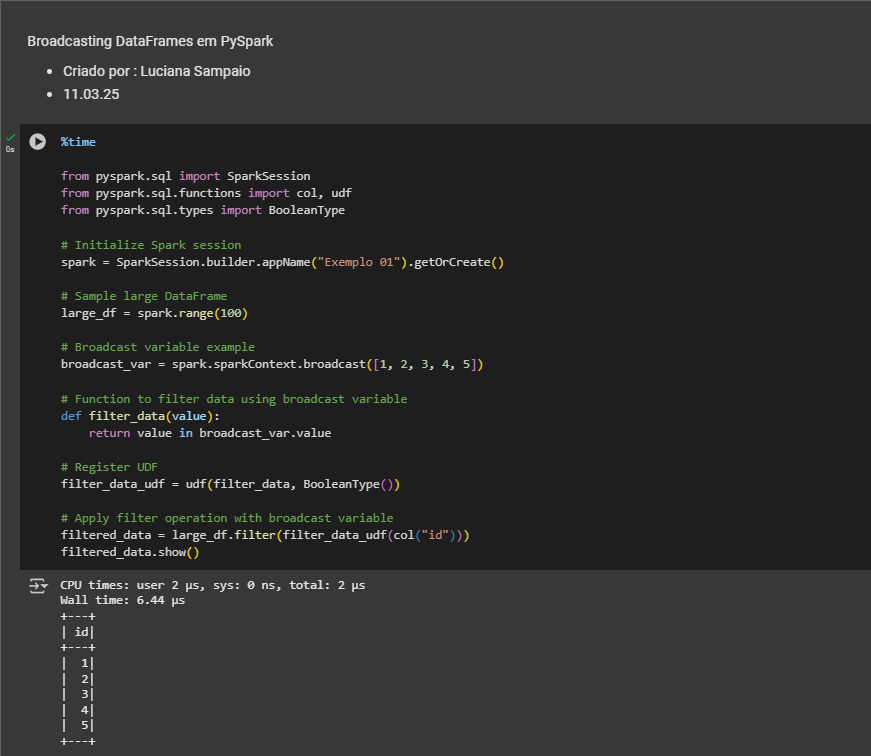 Broadcasting DataFrames em PySpark
• Criado por : Luciana Sampaio
• 11.03.25
0s
%time
from pyspark.sql import SparkSession
from pyspark.sql.functions import col, udf
from pyspark.sql.types import BooleanType
# Initialize Spark session
spark = SparkSession.builder.appName("Exemplo 01").getOrCreate()
# Sample large DataFrame
large_df = spark.range(100)
# Broadcast variable example
broadcast_var = spark.sparkContext.broadcast([1, 2, 3, 4, 5])
# Function to filter data using broadcast variable
def filter_data(value):
    return value in broadcast_var.value
# Register UDF
filter_data_udf = udf(filter_data, BooleanType())
# Apply filter operation with broadcast variable
filtered_data = large_df.filter(filter_data_udf(col("id")))
filtered_data.show()
CPU times: user 2 µs, sys: 0 ns, total: 2 µs
Wall time: 6.44 µs
+---+
| id|
+---+
|  1|
|  2|
|  3|
|  4|
|  5|
+---+